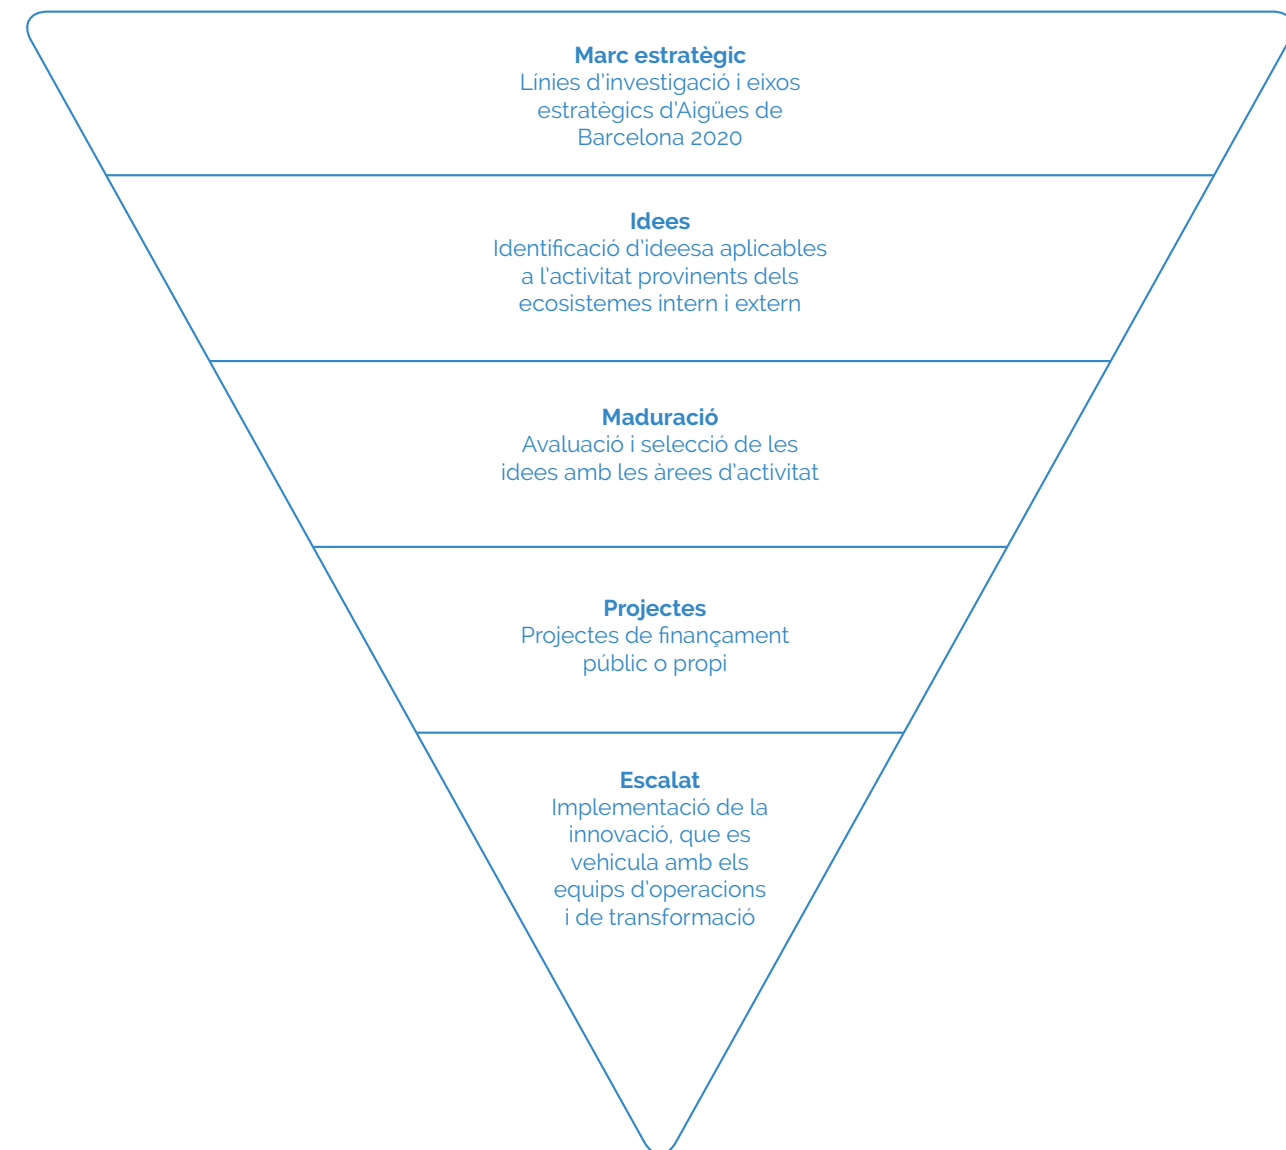 Marc estratègic
Línies d'investigació i eixos
estratègics d'Aigües de
Barcelona 2020
Idees
Identificació d'ideesa aplicables
a l'activitat provinents dels
ecosistemes intern i extern
Maduració
Avaluació i selecció de les
idees amb les àrees d'activitat
Projectes
Projectes de finançament
públic o propi
Escalat
Implementació de la
innovació, que es
vehicula amb els
equips d'operacions
i de transformació